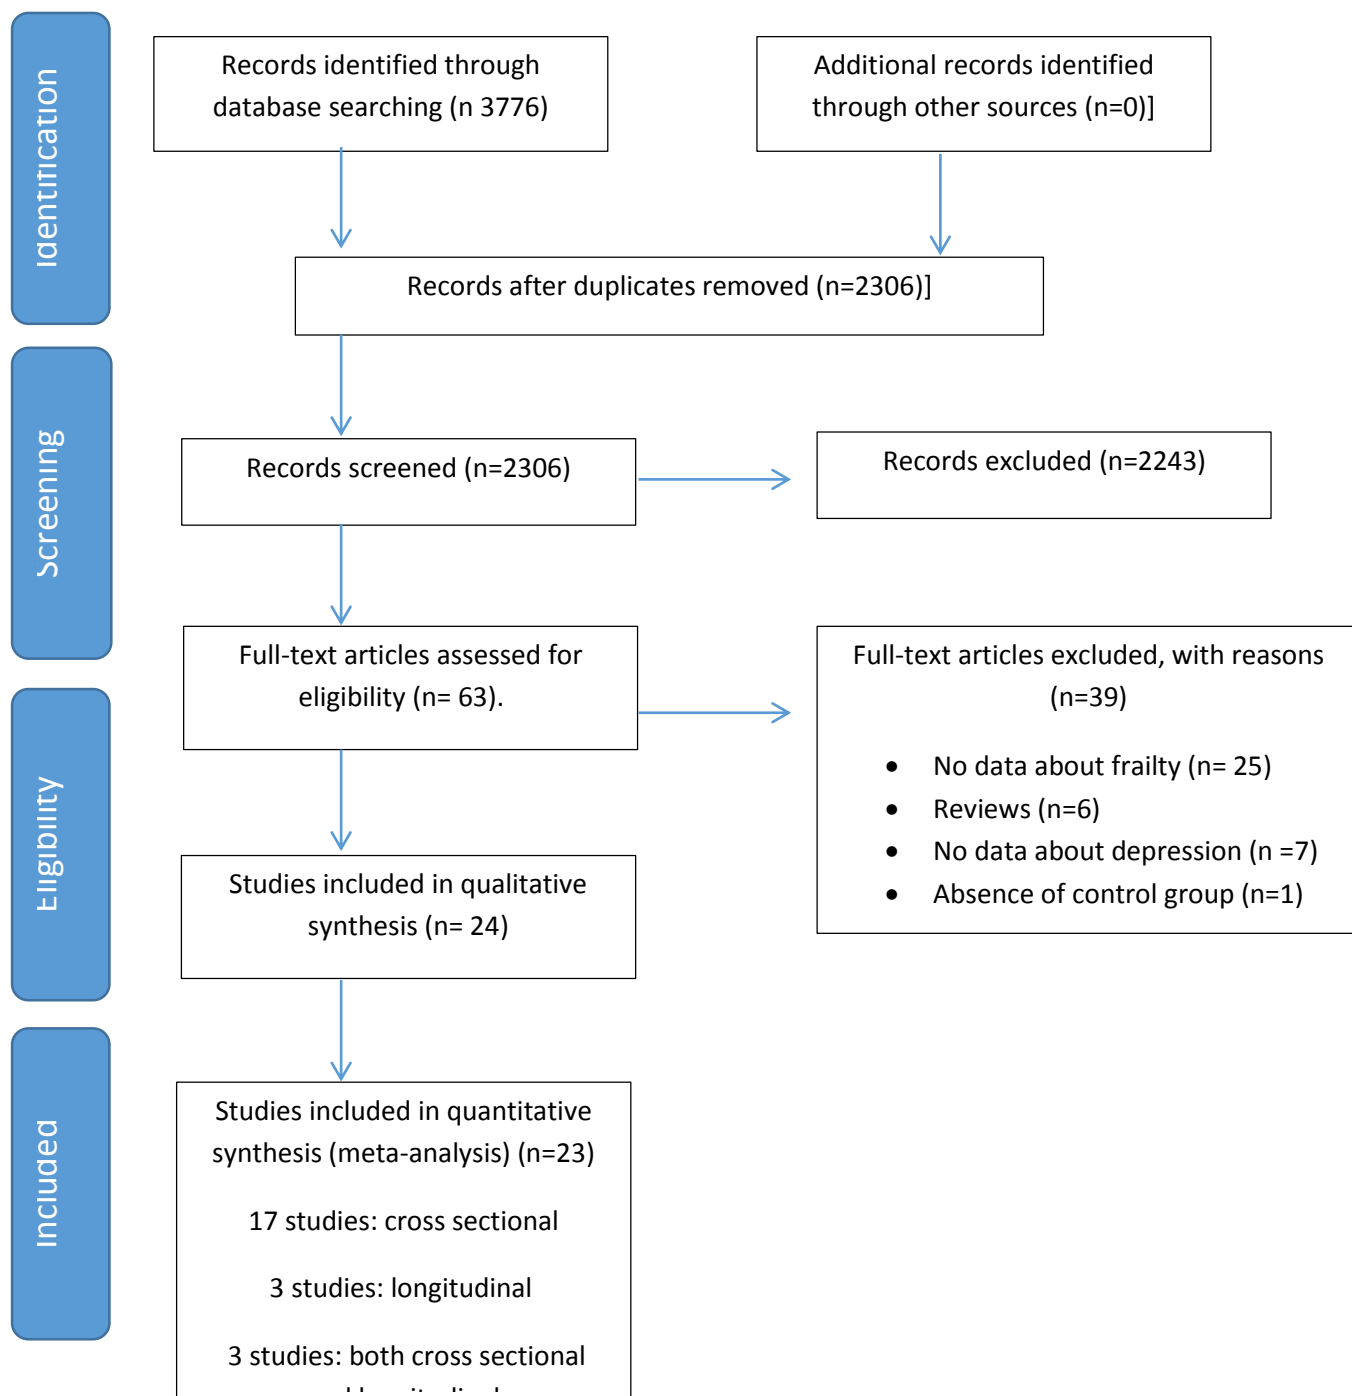 Identification
Records identified through
database searching (n 3776)
Additional records identified
through other sources (n=0)]
Records after duplicates removed (n=2306)]
Screening
Records screened (n=2306)
Records excluded (n=2243)
Full-text articles assessed for
eligibility (n= 63).
Full-text articles excluded, with reasons
(n=39)
• No data about frailty (n= 25)
• Reviews (n=6)
• No data about depression (n =7)
• Absence of control group (n=1)
Eligibility
Studies included in qualitative
synthesis (n= 24)
Included
Studies included in quantitative
synthesis (meta-analysis) (n=23)
17 studies: cross sectional
3 studies: longitudinal
3 studies: both cross sectional